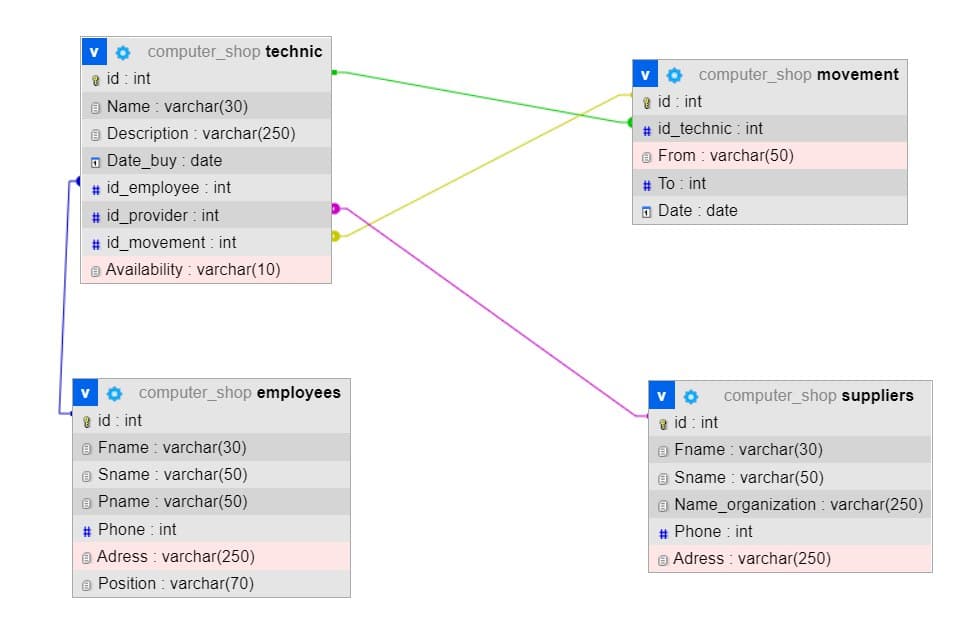 v computer_shop technic
id : int
Name : varchar(30)
Description : varchar(250)
Date_buy : date
# id_employee : int
# id_provider : int
# id_movement : int
Availability : varchar(10)
v computer_shop movement
id : int
# id_technic : int
From : varchar(50)
# To : int
Date : date
v computer_shop employees
id : int
Fname : varchar(30)
Sname : varchar(50)
Pname : varchar(50)
# Phone : int
Adress : varchar(250)
Position : varchar(70)
v computer_shop suppliers
id : int
Fname : varchar(30)
Sname : varchar(50)
Name_organization : varchar(250)
# Phone : int
Adress : varchar(250)